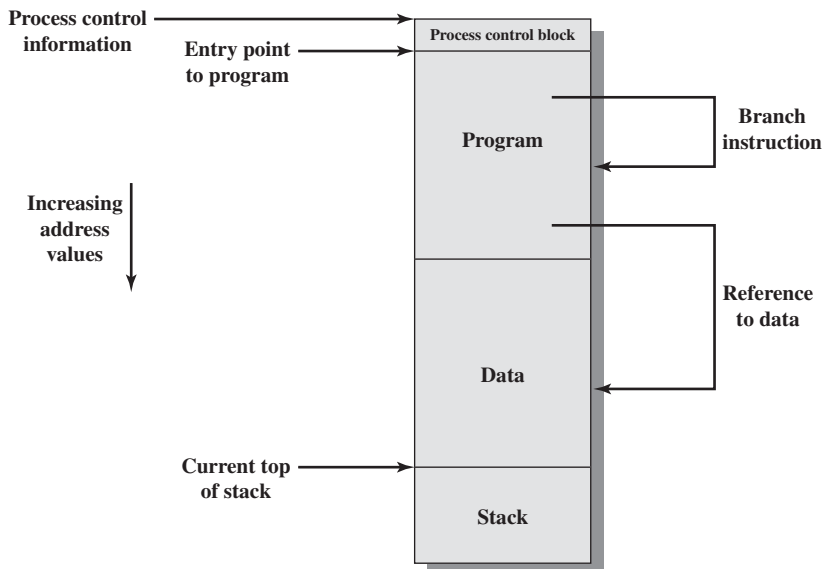 Process control
information
Process control block
Entry point
to program
Program
Branch
instruction
Increasing
address
values
Reference
to data
Data
Current top
of stack
Stack